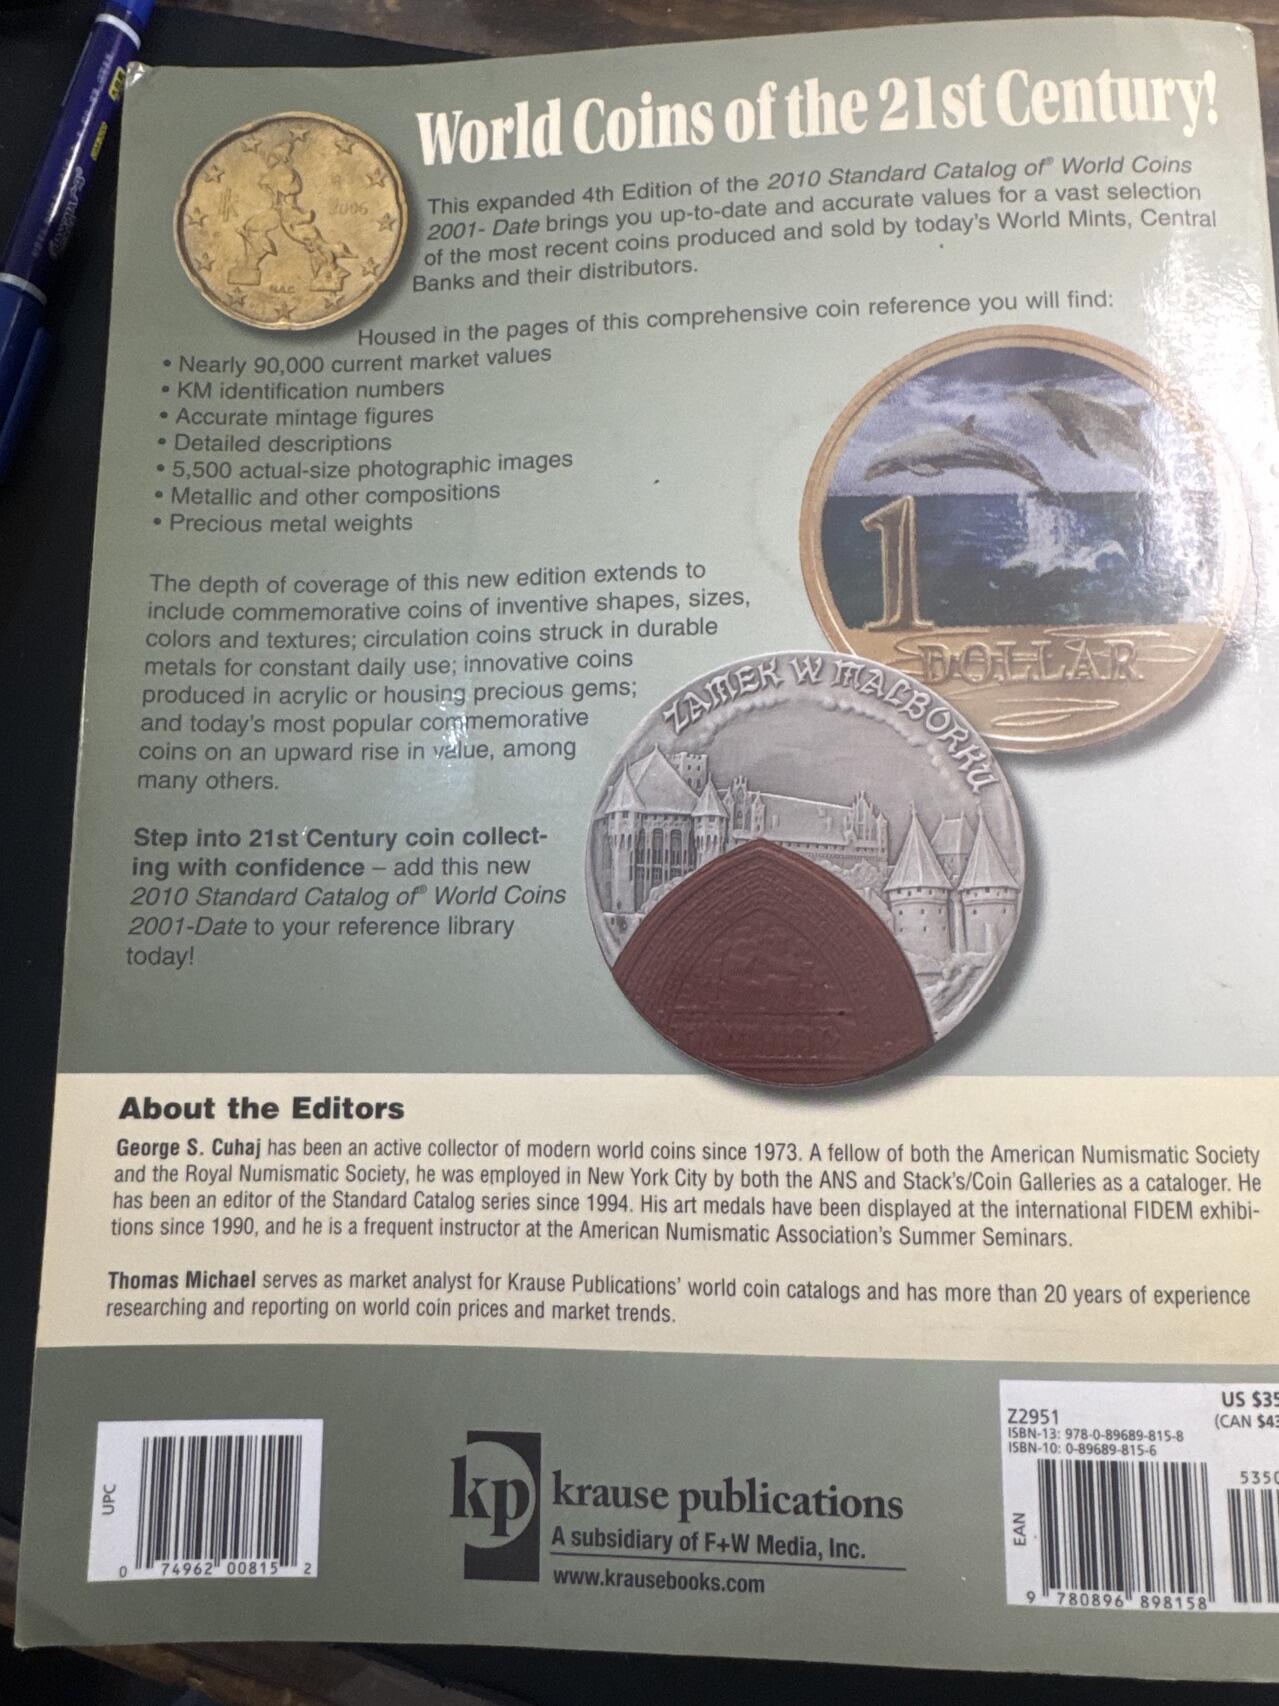 World Coins of the 21st Century!
This expanded 4th Edition of the 2010 Standard Catalog of® World Coins
2001- Date brings you up-to-date and accurate values for a vast selection
of the most recent coins produced and sold by today's World Mints, Central
Banks and their distributors.
2006
Housed in the pages of this comprehensive coin reference you will find:
• Nearly 90,000 current market values
• KM identification numbers
• Accurate mintage figures
• Detailed descriptions
• 5,500 actual-size photographic images
• Metallic and other compositions
• Precious metal weights
1
DOLLAR
The depth of coverage of this new edition extends to
include commemorative coins of inventive shapes, sizes,
colors and textures; circulation coins struck in durable
metals for constant daily use; innovative coins
produced in acrylic or housing precious gems;
and today's most popular commemorative
coins on an upward rise in value, among
many others.
ZAMEK W MALBORKU
Step into 21st Century coin collect-
ing with confidence – add this new
2010 Standard Catalog of® World Coins
2001-Date to your reference library
today!
About the Editors
George S. Cuhaj has been an active collector of modern world coins since 1973. A fellow of both the American Numismatic Society
and the Royal Numismatic Society, he was employed in New York City by both the ANS and Stack's/Coin Galleries as a cataloger. He
has been an editor of the Standard Catalog series since 1994. His art medals have been displayed at the international FIDEM exhibi-
tions since 1990, and he is a frequent instructor at the American Numismatic Association's Summer Seminars.
Thomas Michael serves as market analyst for Krause Publications' world coin catalogs and has more than 20 years of experience
researching and reporting on world coin prices and market trends.
UPC
0 74962 00815 2
kp krause publications
A subsidiary of F+W Media, Inc.
www.krausebooks.com
US $35
(CAN $43
Z2951
ISBN-13: 978-0-89689-815-8
ISBN-10: 0-89689-815-6
5350
EAN
9 780896 898158